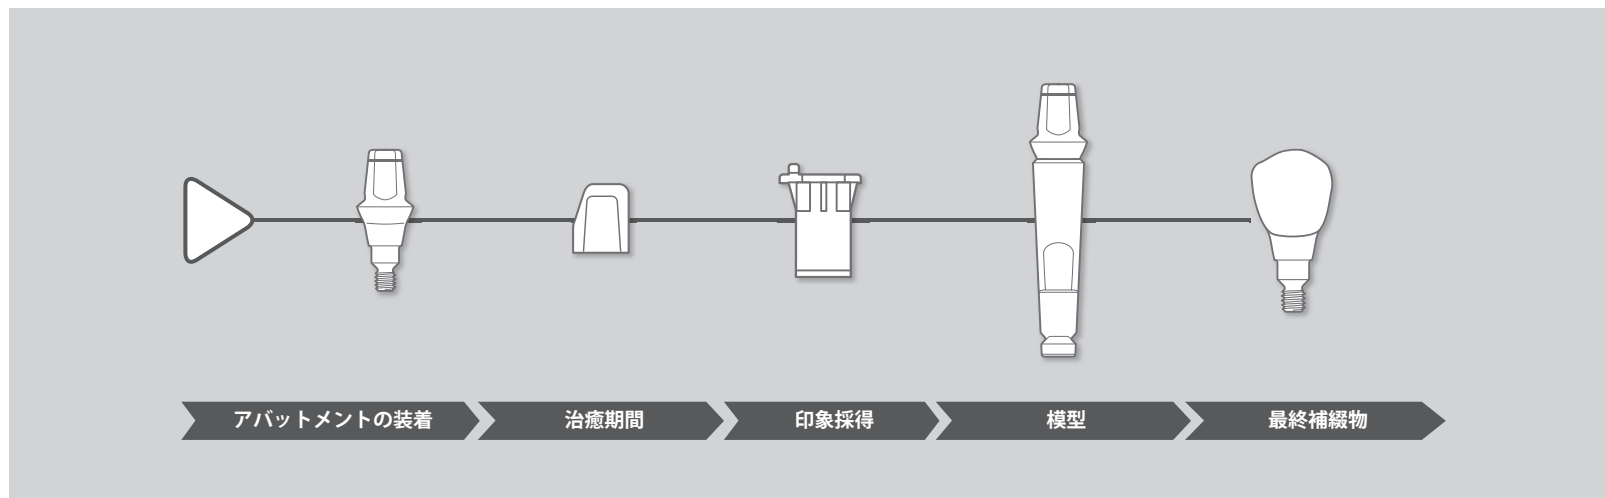 アバットメントの装着
治癒期間
印象採得
模型
最終補綴物